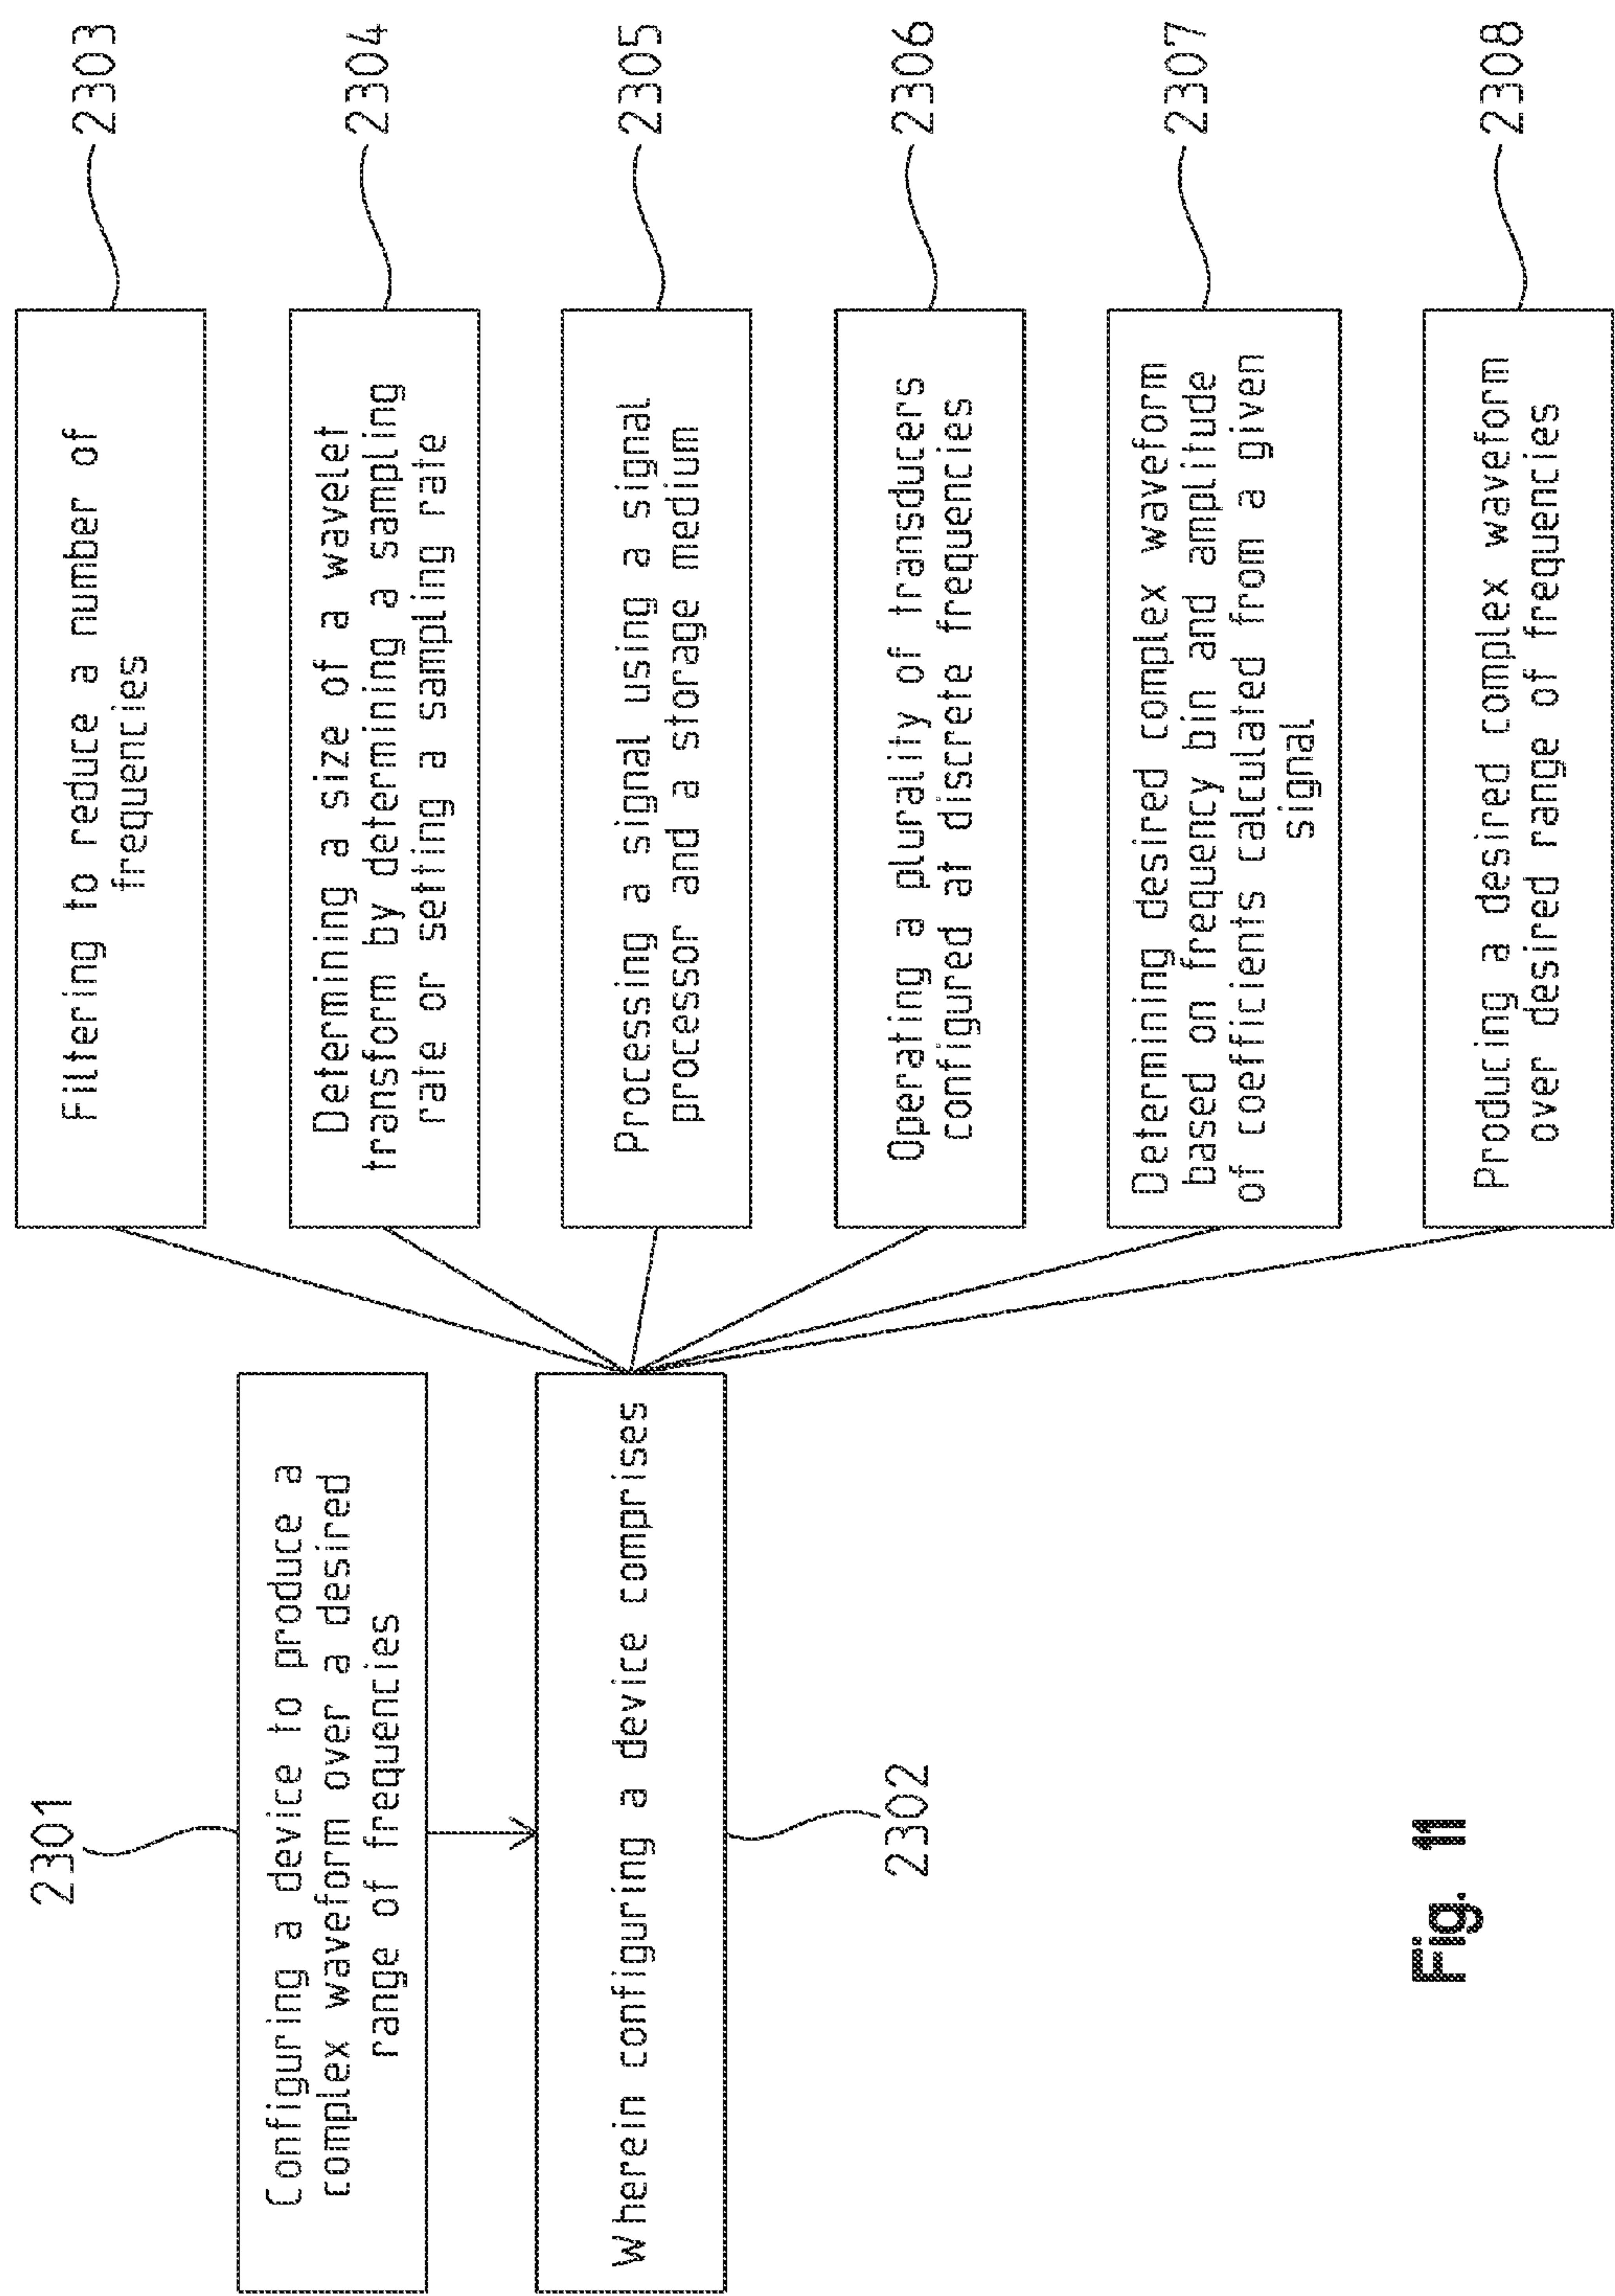 2301
Configuring a device to produce a
complex waveform over a desired
range of frequencies
Wherein configuring a device comprises
2302
Filtering to reduce a number of
frequencies
2303
Determining a size of a wavelet
transform by determining a sampling
rate or setting a sampling rate
2304
Processing a signal using a signal
processor and a storage medium
2305
Operating a plurality of transducers
configured at discrete frequencies
2306
Determining desired complex waveform
based on frequency bin and amplitude
of coefficients calculated from a given
signal
2307
Producing a desired complex waveform
over desired range of frequencies
2308
Fig. 11